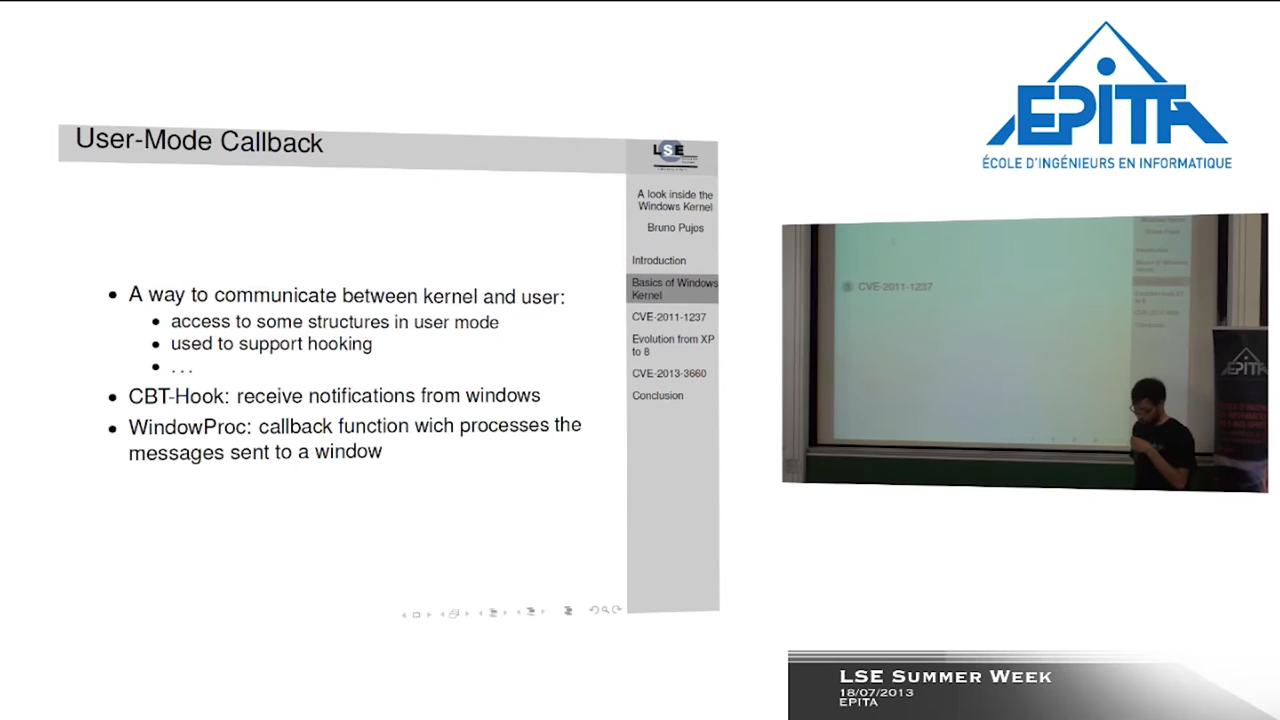 User-Mode Callback
LSE
A look inside the
Windows Kernel
Bruno Pujos
Introduction
Basics of Windows
Kernel
CVE-2011-1237
Evolution from XP
to 8
CVE-2013-3660
Conclusion
• A way to communicate between kernel and user:
• access to some structures in user mode
• used to support hooking
• ...
• CBT-Hook: receive notifications from windows
• WindowProc: callback function wich processes the
messages sent to a window
EPITA
ÉCOLE D'INGÉNIEURS EN INFORMATIQUE
CVE-2011-1237
EPITA
LSE SUMMER WEEK
18/07/2013
EPITA